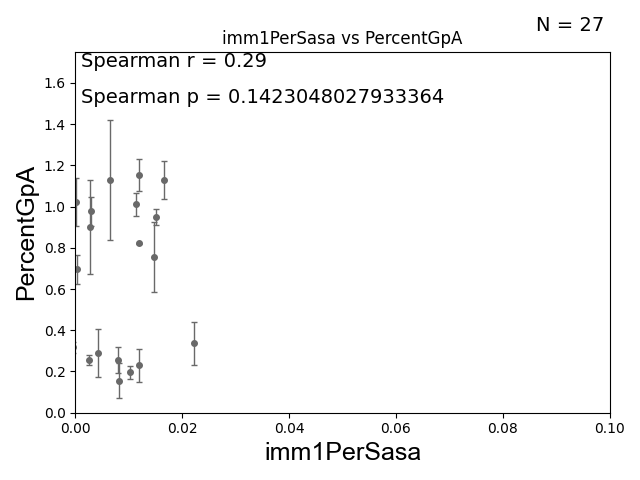 N = 27
imm1PerSasa vs PercentGpA
Spearman r = 0.29
Spearman p = 0.1423048027933364
PercentGpA
1.6
1.4
1.2
1.0
0.8
0.6
0.4
0.2
0.0
0.00 0.02 0.04 0.06 0.08 0.10
imm1PerSasa